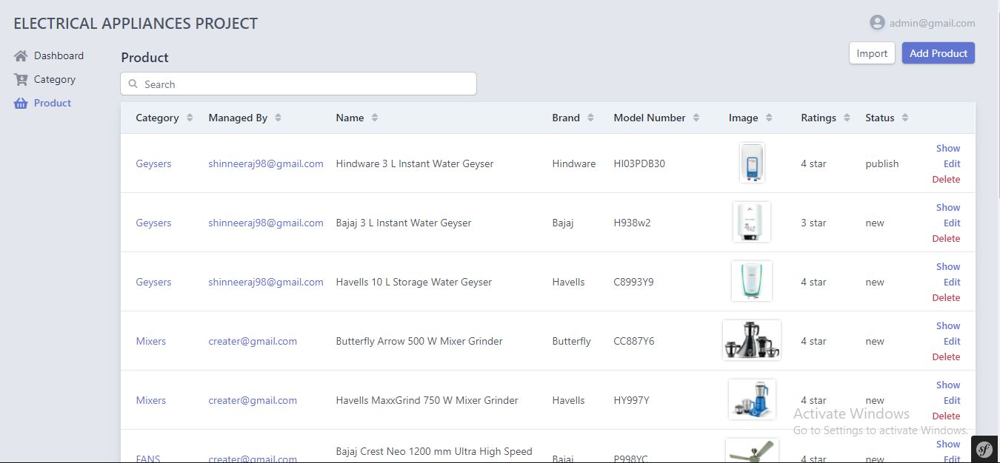 ELECTRICAL APPLIANCES PROJECT
admin@gmail.com
Dashboard
Category
Product
Product
Import
Add Product
Search
Category Managed By Name Brand Model Number Image Ratings Status
Geysers shinneeraj98@gmail.com Hindware 3 L Instant Water Geyser Hindware HI03PDB30 4 star publish
Show
Edit
Delete
Geysers shinneeraj98@gmail.com Bajaj 3 L Instant Water Geyser Bajaj H938w2 3 star new
Show
Edit
Delete
Geysers shinneeraj98@gmail.com Havells 10 L Storage Water Geyser Havells C8993Y9 4 star new
Show
Edit
Delete
Mixers creater@gmail.com Butterfly Arrow 500 W Mixer Grinder Butterfly CC887Y6 4 star new
Show
Edit
Delete
Mixers creater@gmail.com Havells MaxxGrind 750 W Mixer Grinder Havells HY997Y 4 star new
Show
Edit
Delete
FANS creater@gmail.com Bajaj Crest Neo 1200 mm Ultra High Speed Bajaj P998YC 4 star new
Show
Edit
Activate Windows
Go to Settings to activate Windows.
sf